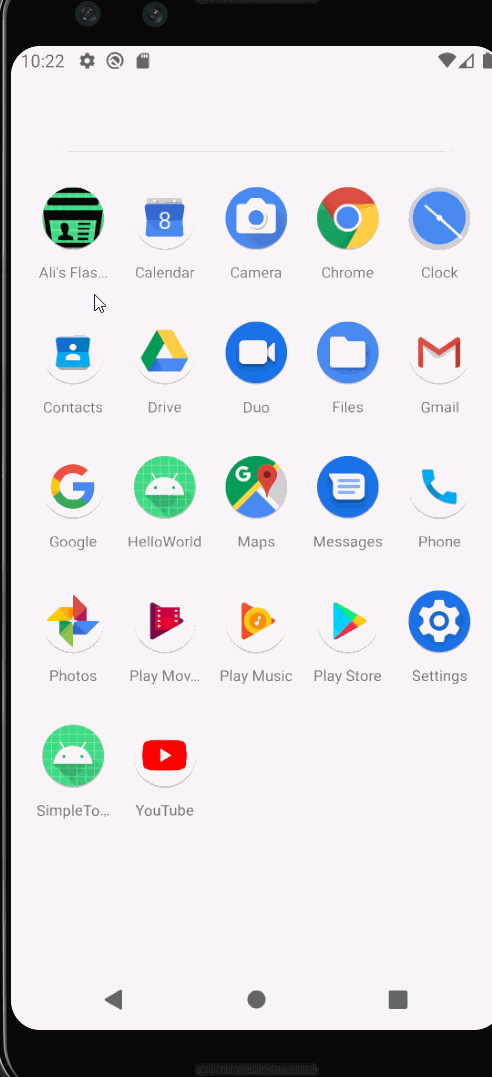 10:22
Ali's Flas... Calendar Camera Chrome Clock
8
Contacts Drive Duo Files Gmail
G
Google HelloWorld Maps Messages Phone
Photos Play Mov... Play Music Play Store Settings
SimpleTo... YouTube